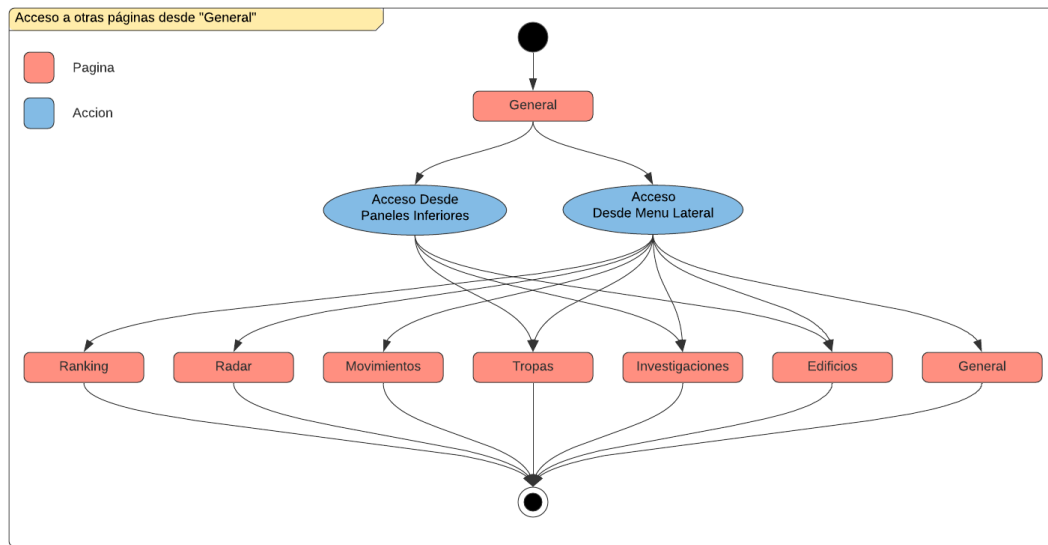 Acceso a otras páginas desde "General"
Pagina
Accion
General
Acceso Desde
Paneles Inferiores
Acceso
Desde Menu Lateral
Ranking
Radar
Movimientos
Tropas
Investigaciones
Edificios
General